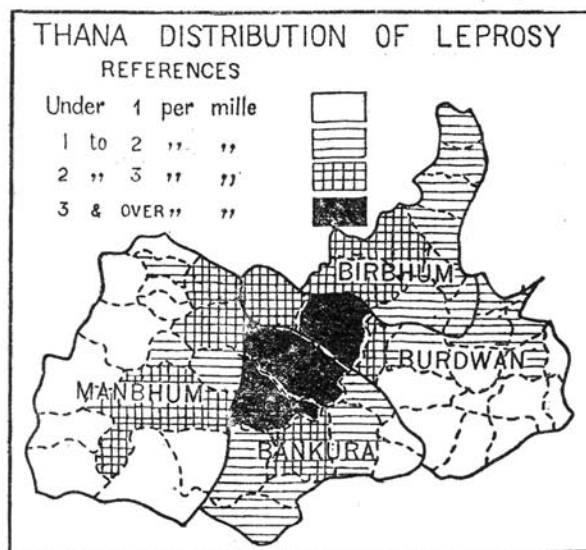 THANA DISTRIBUTION OF LEPROSY
REFERENCES
Under 1 per mille
1 to 2 ,, ,,
2 ,, 3 ,, ,,
3 & OVER ,, ,,
BIRBHUM
BURDWAN
MANBHUM
BANKURA